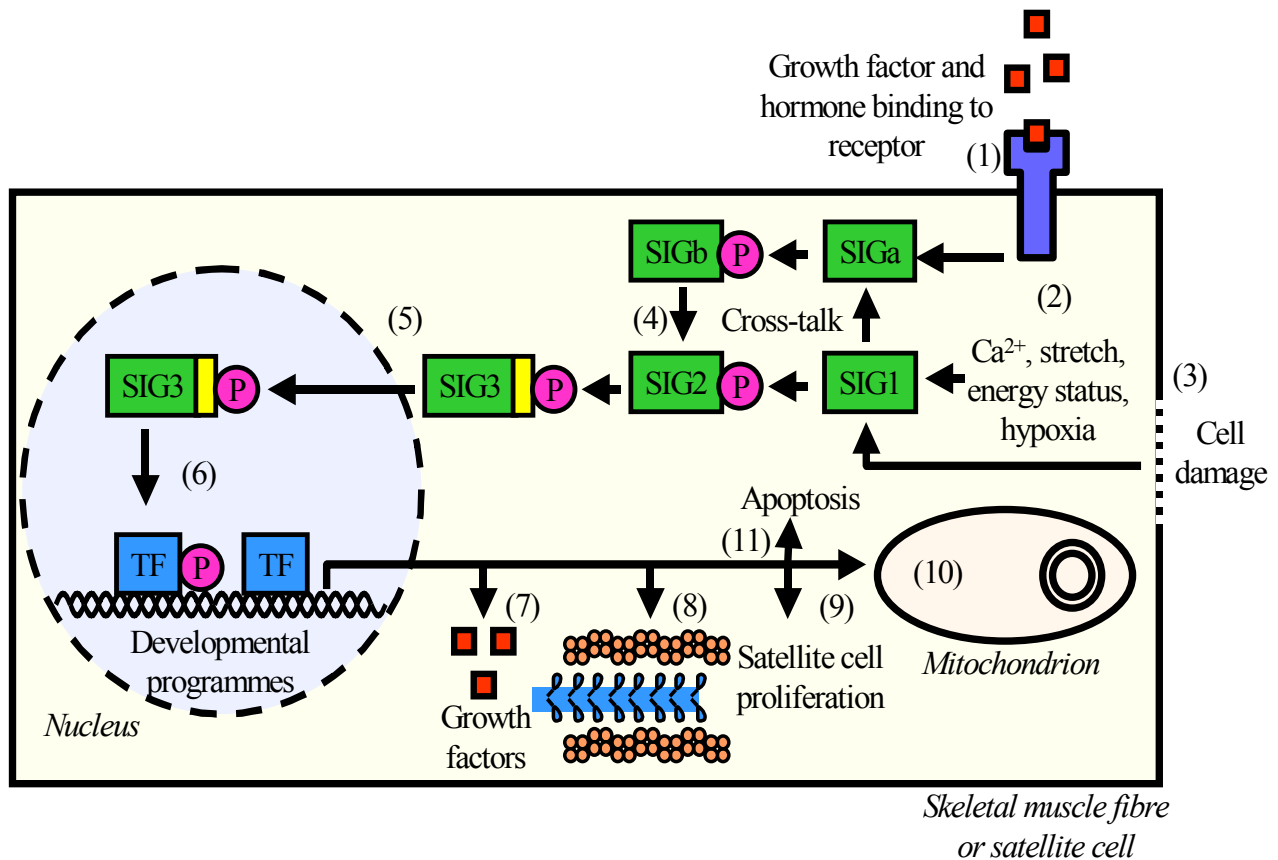 Growth factor and
hormone binding to
receptor
(1)
SIGb
P
SIGa
(2)
(4)
Cross-talk
(5)
SIG3
P
SIG3
P
SIG2
P
SIG1
Ca²⁺, stretch,
energy status,
hypoxia
(3)
Cell
damage
(6)
Apoptosis
TF
P
TF
(11)
(10)
(7)
(8)
(9)
Developmental
programmes
Nucleus
Growth
factors
Satellite cell
proliferation
Mitochondrion
Skeletal muscle fibre
or satellite cell